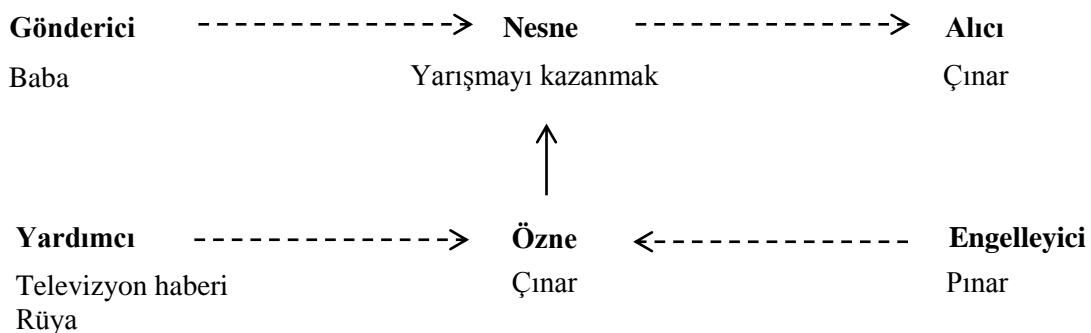 Gönderici Nesne Alıcı
Baba Yarışmayı kazanmak Çınar
Yardımcı Özne Engelleyici
Televizyon haberi Çınar Pınar
Rüya